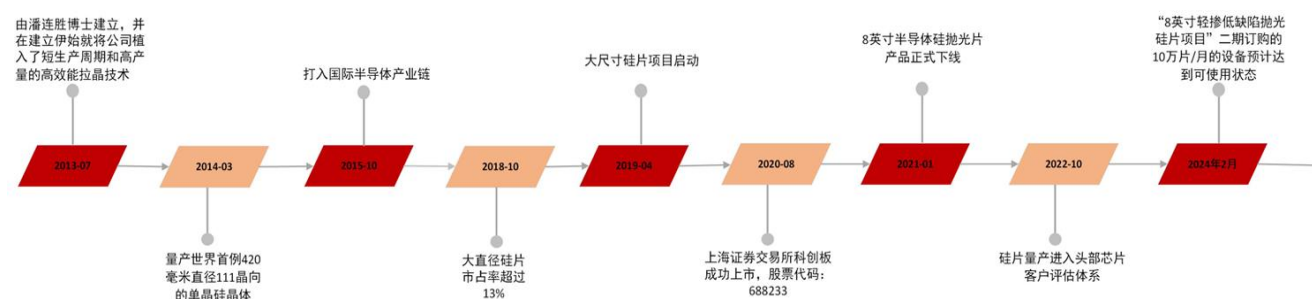 由潘连胜博士建立，并
在建立伊始就将公司植
入了短生产周期和高产
量的高效能拉晶技术
2013-07
2014-03
量产世界首例420
毫米直径111晶向
的单晶硅晶体
打入国际半导体产业链
2015-10
2018-10
大直径硅片
市占率超过
13%
大尺寸硅片项目启动
2019-04
2020-08
上海证券交易所科创板
成功上市，股票代码：
688233
8英寸半导体硅抛光片
产品正式下线
2021-01
2022-10
硅片量产进入头部芯片
客户评估体系
“8英寸轻掺低缺陷抛光
硅片项目”二期订购的
10万片/月的设备预计达
到可使用状态
2024年2月